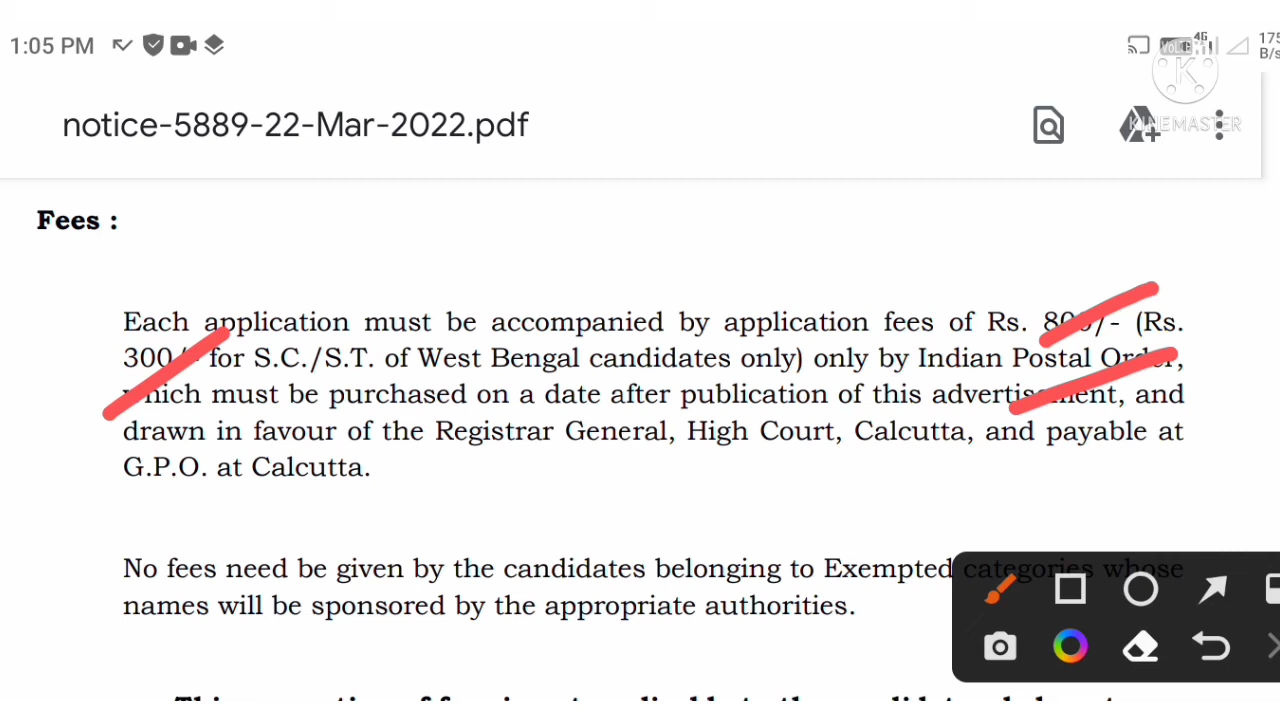 1:05 PM
4G
175
B/s
notice-5889-22-Mar-2022.pdf
K
KINEMASTER
Fees :
Each application must be accompanied by application fees of Rs. 800/- (Rs.
300/- for S.C./S.T. of West Bengal candidates only) only by Indian Postal Order,
which must be purchased on a date after publication of this advertisement, and
drawn in favour of the Registrar General, High Court, Calcutta, and payable at
G.P.O. at Calcutta.
No fees need be given by the candidates belonging to Exempted categories whose
names will be sponsored by the appropriate authorities.